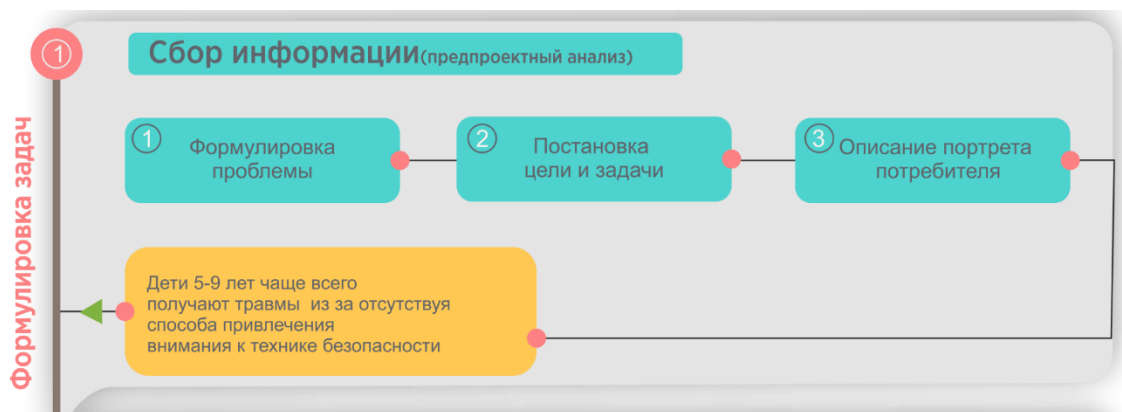 1
Сбор информации(предпроектный анализ)
Формулировка задач
1
Формулировка
проблемы
2
Постановка
цели и задачи
3
Описание портрета
потребителя
Дети 5-9 лет чаще всего
получают травмы из за отсутствуя
способа привлечения
внимания к технике безопасности